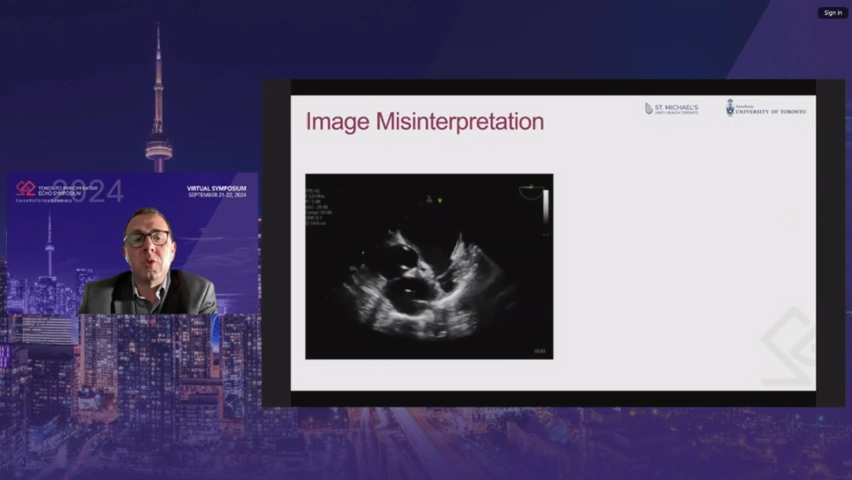 Sign in
Image Misinterpretation
ST. MICHAEL'S
UNITY HEALTH TORONTO
Anesthesia
UNIVERSITY OF TORONTO
TORONTO PERIOPERATIVE
ECHO SYMPOSIUM
2024
VIRTUAL SYMPOSIUM
SEPTEMBER 21-22, 2024